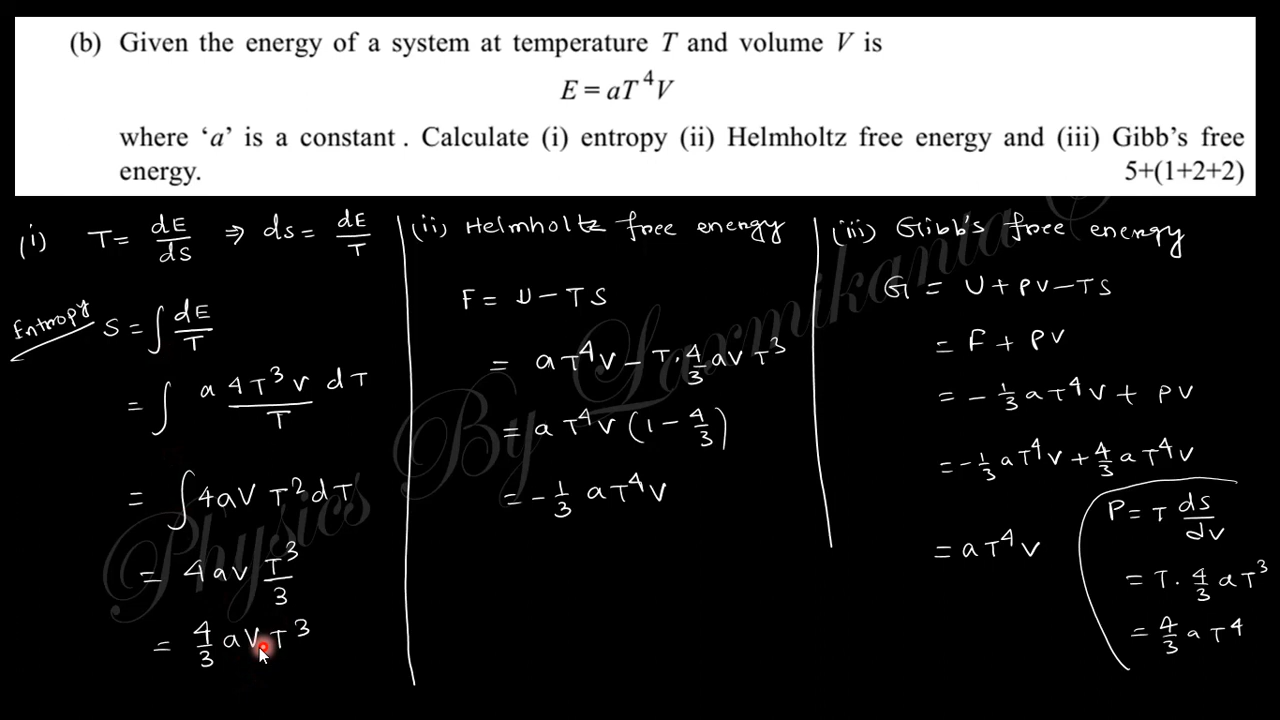 (b) Given the energy of a system at temperature T and volume V is
E = aT⁴V
where ‘a’ is a constant . Calculate (i) entropy (ii) Helmholtz free energy and (iii) Gibb’s free
energy. 5+(1+2+2)
(i) T = dE/ds ⇒ ds = dE/T
Entropy S = ∫ dE/T
= ∫ a 4T³v dT / T
= ∫ 4aV T² dT
= 4av T³/3
= 4/3 aV T³
(ii) Helmholtz free energy
F = U - TS
= aT⁴V - T. 4/3 aV T³
= aT⁴V (1 - 4/3)
= - 1/3 aT⁴V
(iii) Gibb's free energy
G = U + PV - TS
= F + PV
= - 1/3 aT⁴V + PV
= - 1/3 aT⁴V + 4/3 aT⁴V
= aT⁴V
P = T ds/dv
= T. 4/3 aT³
= 4/3 aT⁴
Physics By Laxmikania